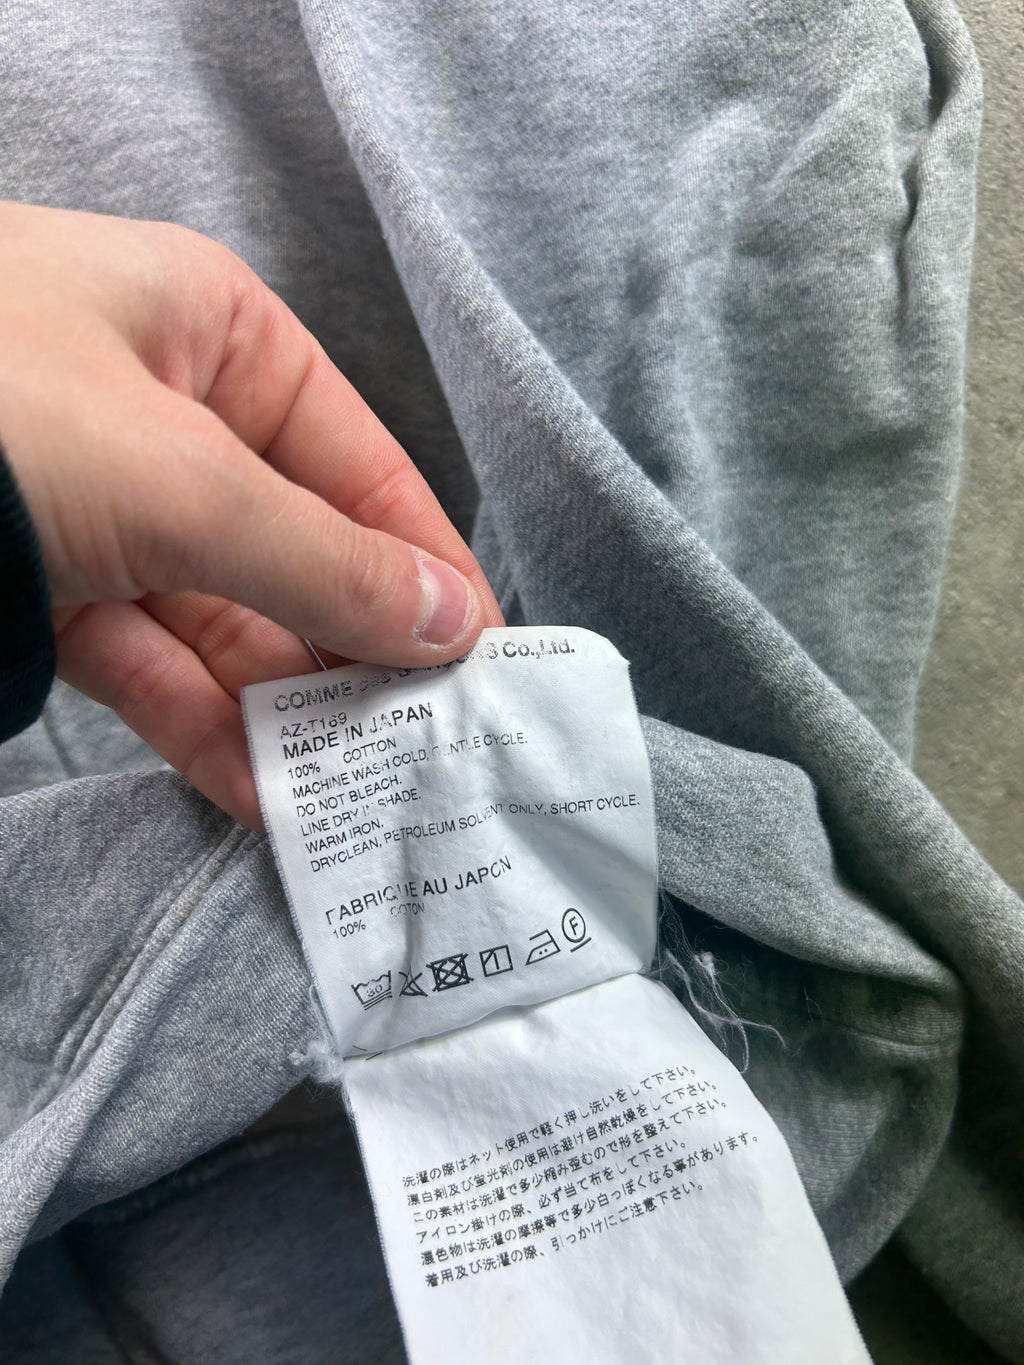 COMME des GARÇONS Co.,Ltd.
AZ-T169
MADE IN JAPAN
100% COTTON
MACHINE WASH COLD, GENTLE CYCLE.
DO NOT BLEACH.
LINE DRY IN SHADE.
WARM IRON.
DRYCLEAN, PETROLEUM SOLVENT ONLY, SHORT CYCLE.
FABRIQUE AU JAPON
100% COTON
30 F
洗濯の際はネット使用で軽く押し洗いをして下さい。
漂白剤及び蛍光剤の使用は避け自然乾燥をして下さい。
この素材は洗濯で多少縮み歪むので形を整えて下さい。
アイロン掛けの際、必ず当て布をして下さい。
濃色物は洗濯の摩擦等で多少白っぽくなる事があります。
着用及び洗濯の際、引っかけにご注意下さい。